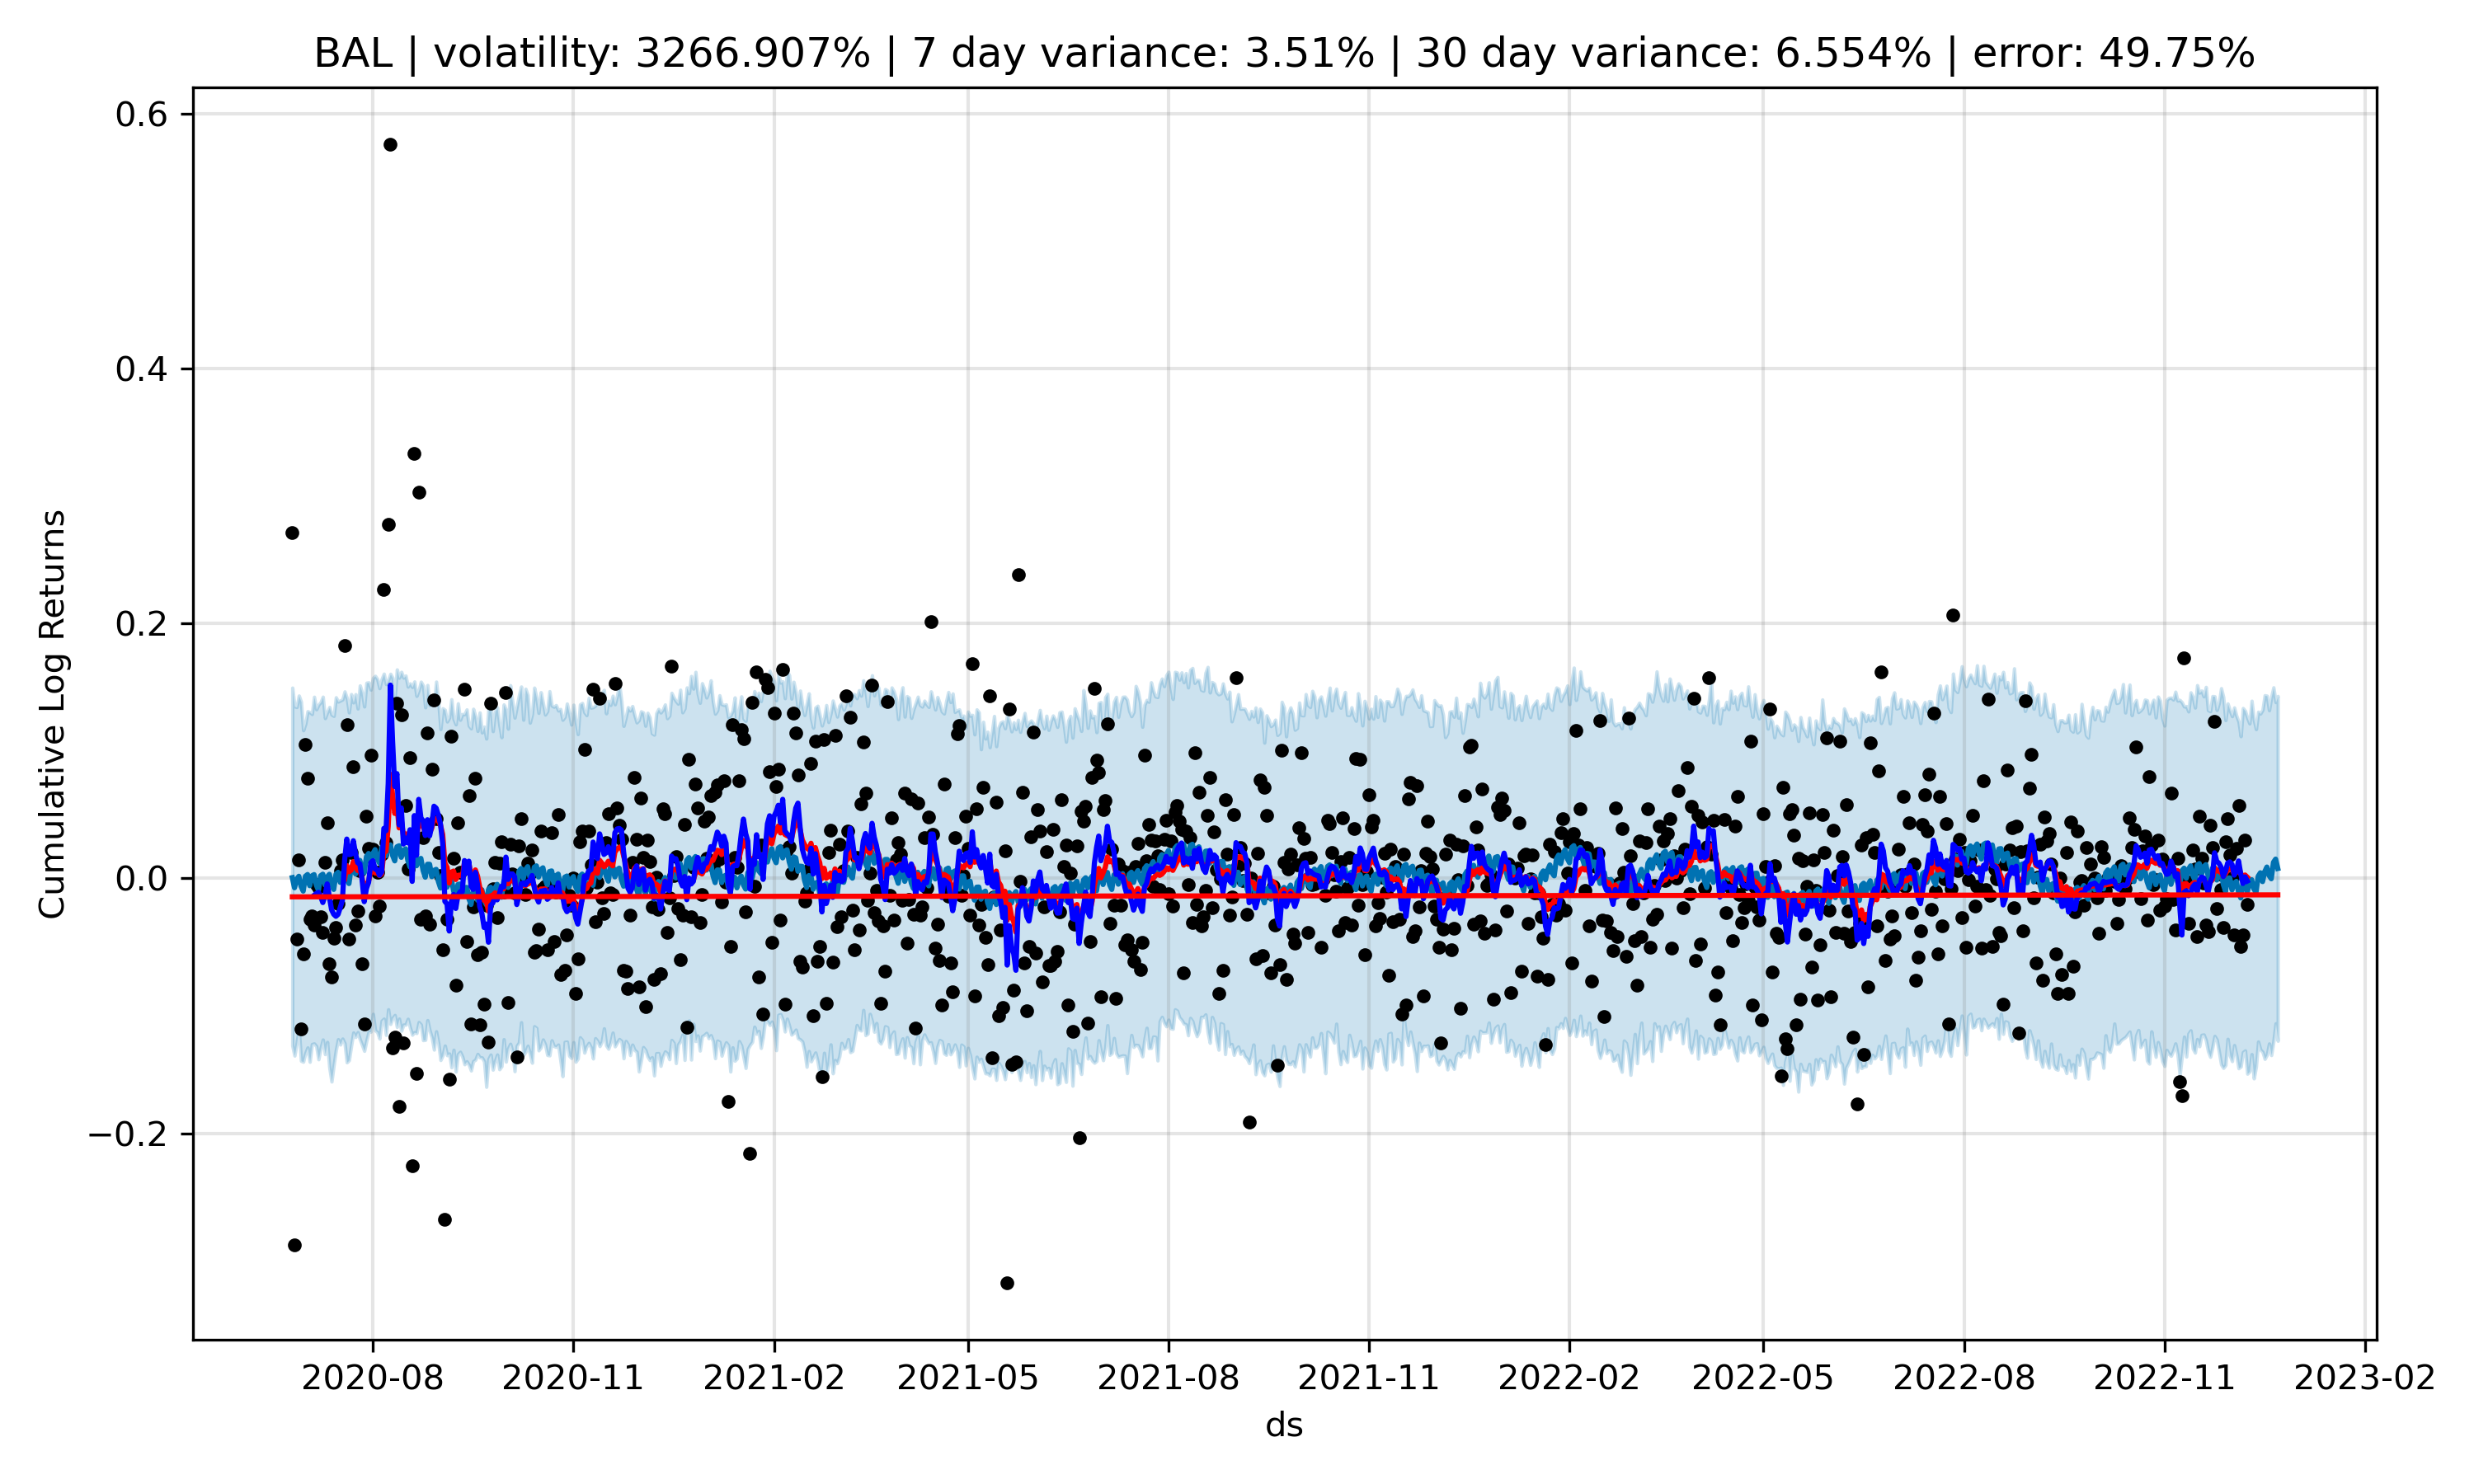 BAL | volatility: 3266.907% | 7 day variance: 3.51% | 30 day variance: 6.554% | error: 49.75%
0.6
0.4
0.2
0.0
−0.2
Cumulative Log Returns
2020-08 2020-11 2021-02 2021-05 2021-08 2021-11 2022-02 2022-05 2022-08 2022-11 2023-02
ds